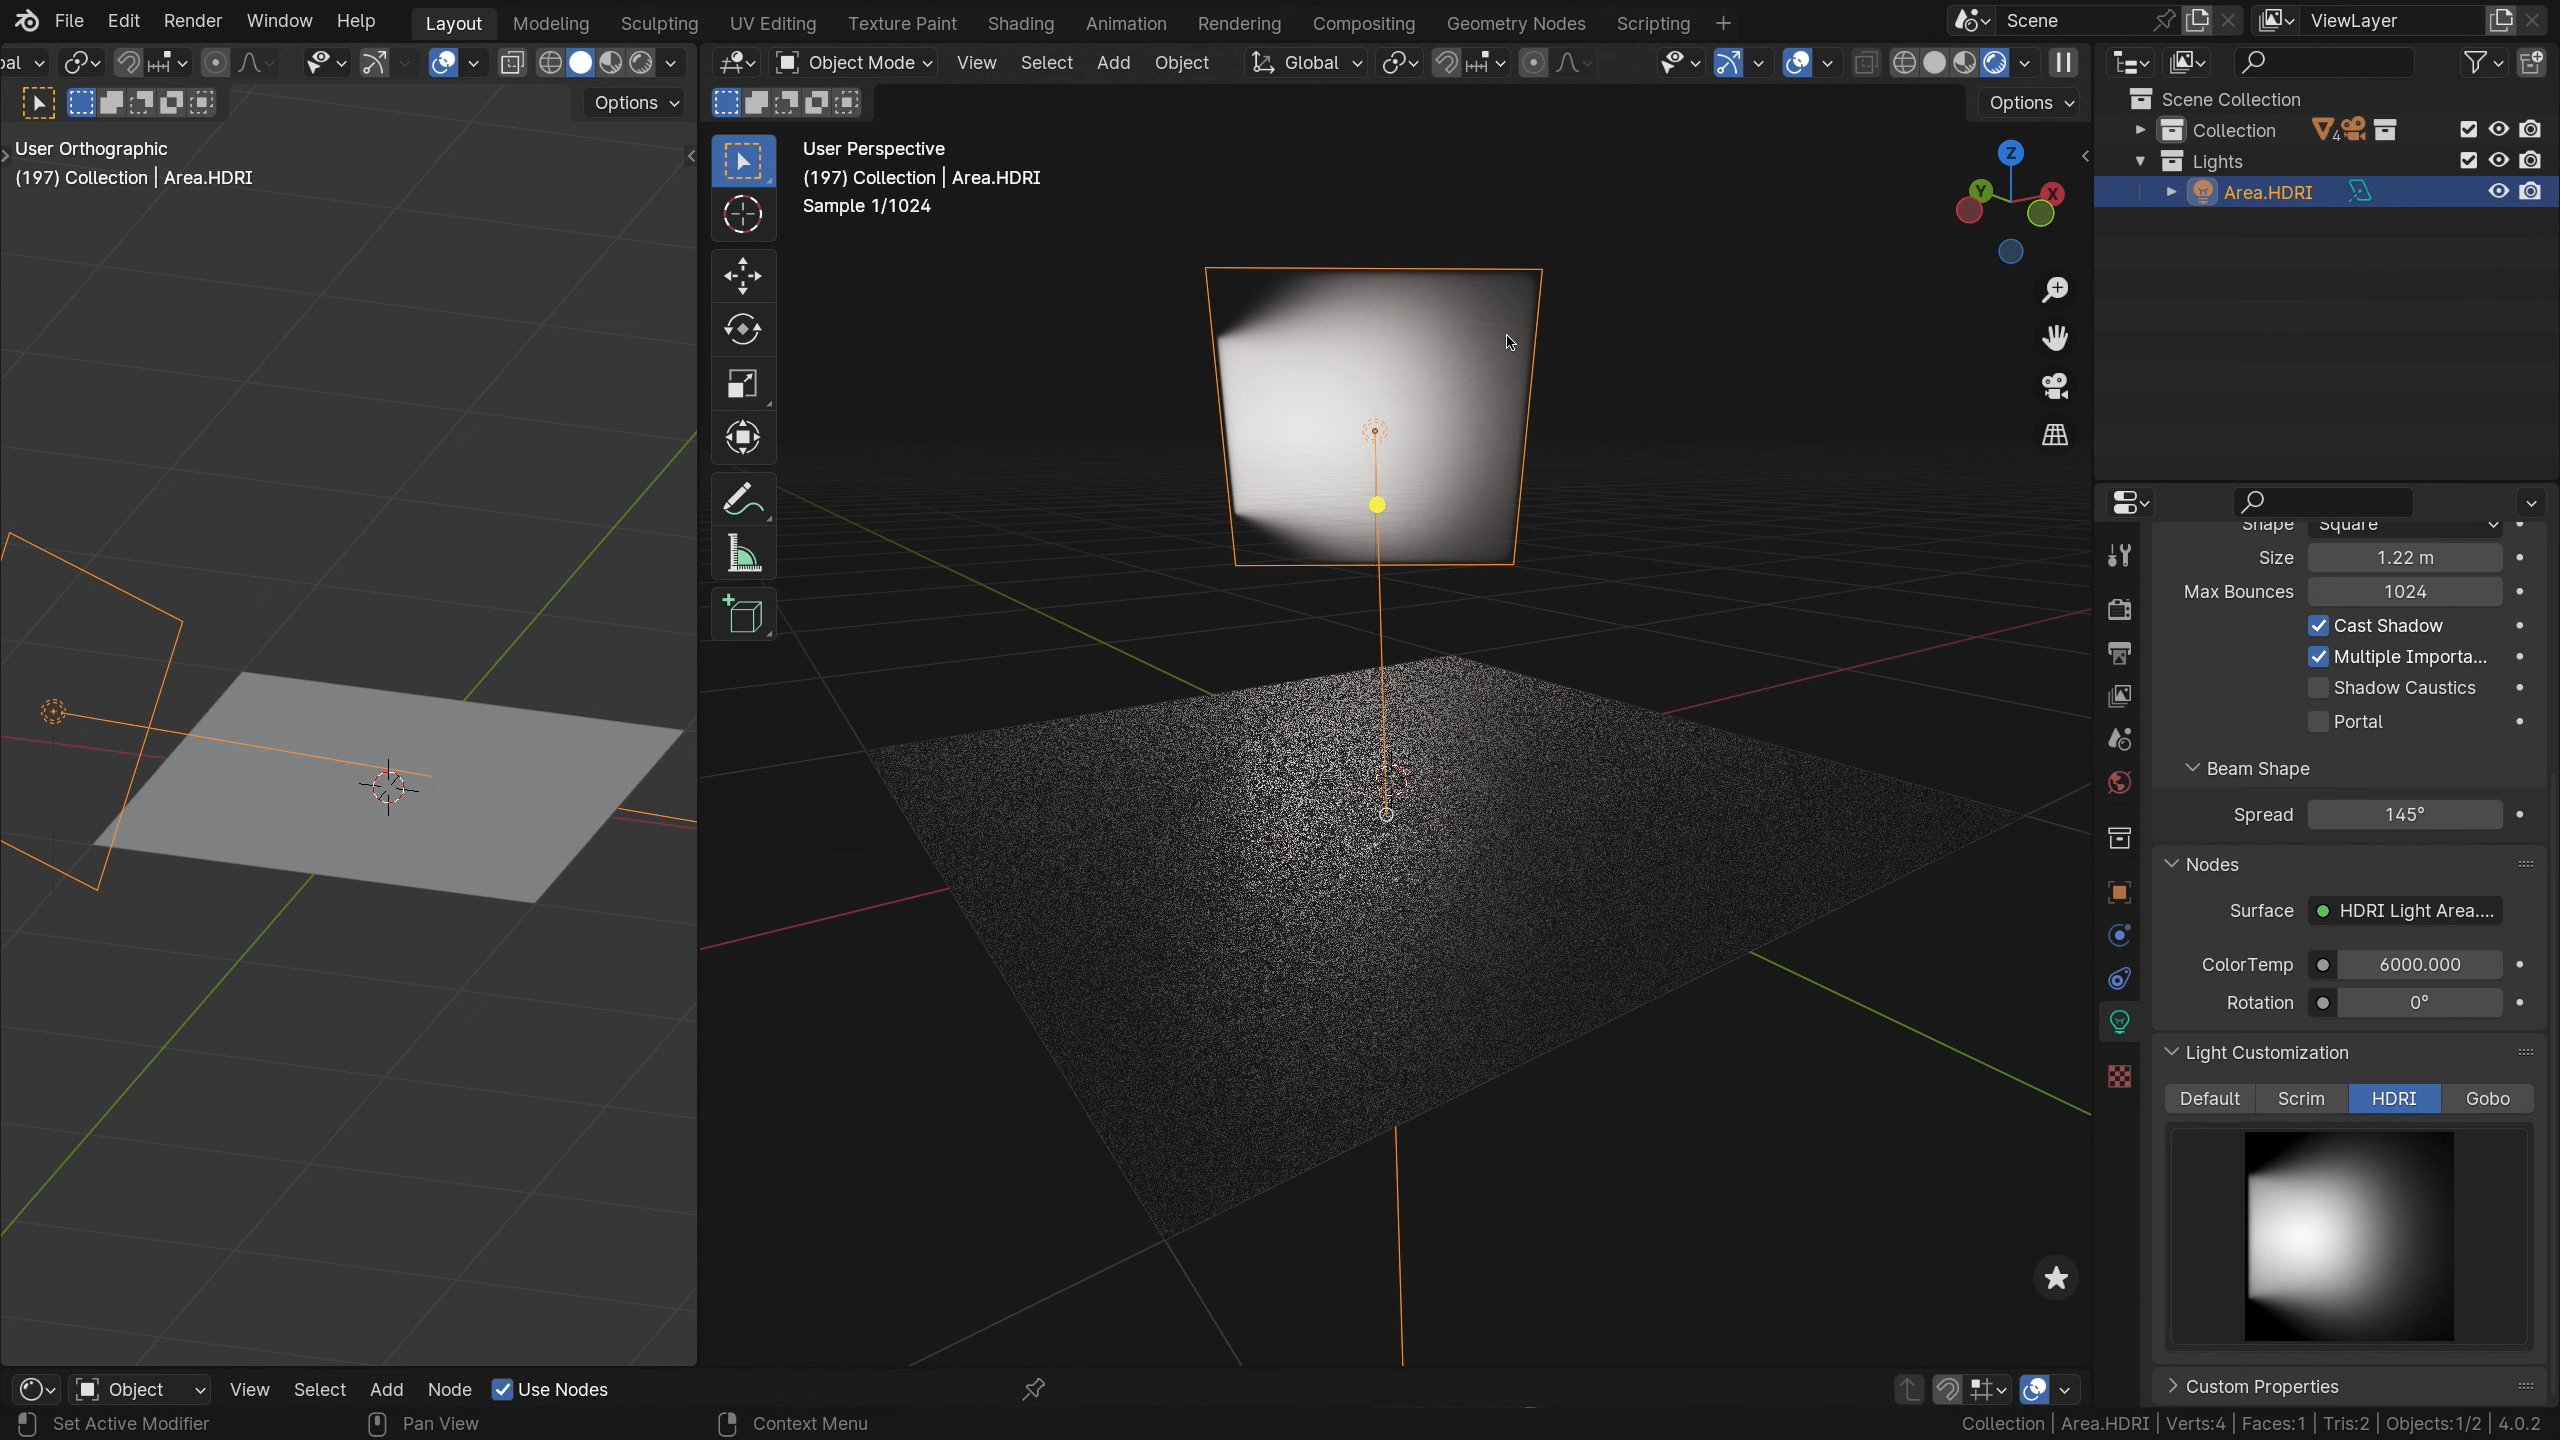 File Edit Render Window Help Layout Modeling Sculpting UV Editing Texture Paint Shading Animation Rendering Compositing Geometry Nodes Scripting + Scene ViewLayer
Object Mode View Select Add Object Global
Options
User Orthographic
(197) Collection | Area.HDRI
Options
User Perspective
(197) Collection | Area.HDRI
Sample 1/1024
Z
Y
X
Scene Collection
Collection 4
Lights
Area.HDRI
Shape Square
Size 1.22 m
Max Bounces 1024
Cast Shadow
Multiple Importa...
Shadow Caustics
Portal
Beam Shape
Spread 145°
Nodes
Surface HDRI Light Area....
ColorTemp 6000.000
Rotation 0°
Light Customization
Default Scrim HDRI Gobo
Custom Properties
Object View Select Add Node Use Nodes
Set Active Modifier Pan View Context Menu Collection | Area.HDRI | Verts:4 | Faces:1 | Tris:2 | Objects:1/2 | 4.0.2